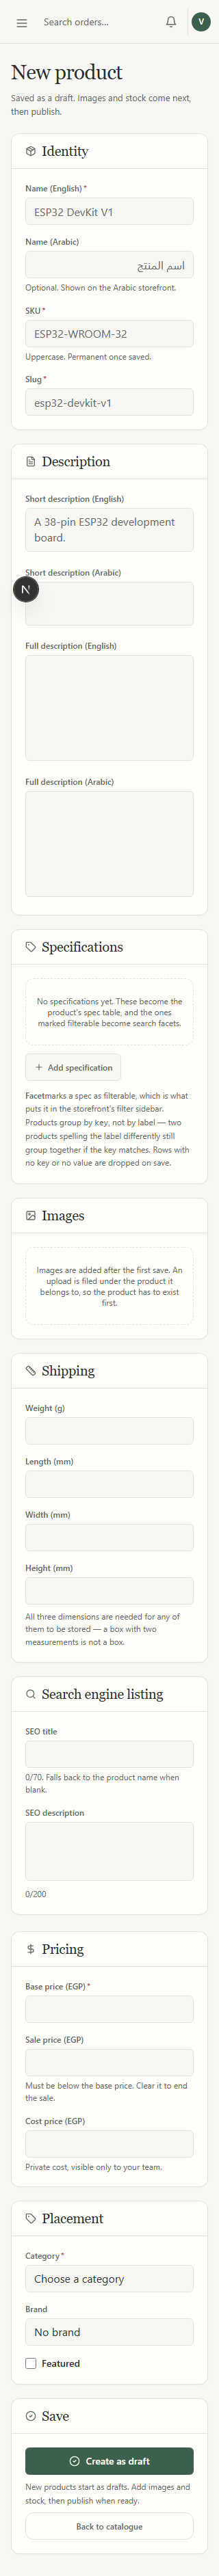 Search orders...
V
New product
Saved as a draft. Images and stock come next,
then publish.
Identity
Name (English)*
ESP32 DevKit V1
Name (Arabic)
اسم المنتج
Optional. Shown on the Arabic storefront.
SKU*
ESP32-WROOM-32
Uppercase. Permanent once saved.
Slug*
esp32-devkit-v1
Description
Short description (English)
A 38-pin ESP32 development
board.
Short description (Arabic)
N
Full description (English)
Full description (Arabic)
Specifications
No specifications yet. These become the
product's spec table, and the ones
marked filterable become search facets.
Add specification
Facetmarks a spec as filterable, which is what
puts it in the storefront's filter sidebar.
Products group by key, not by label — two
products spelling the label differently still
group together if the key matches. Rows with
no key or no value are dropped on save.
Images
Images are added after the first save. An
upload is filed under the product it
belongs to, so the product has to exist
first.
Shipping
Weight (g)
Length (mm)
Width (mm)
Height (mm)
All three dimensions are needed for any of
them to be stored — a box with two
measurements is not a box.
Search engine listing
SEO title
0/70. Falls back to the product name when
blank.
SEO description
0/200
Pricing
Base price (EGP)*
Sale price (EGP)
Must be below the base price. Clear it to end
the sale.
Cost price (EGP)
Private cost, visible only to your team.
Placement
Category*
Choose a category
Brand
No brand
Featured
Save
Create as draft
New products start as drafts. Add images and
stock, then publish when ready.
Back to catalogue